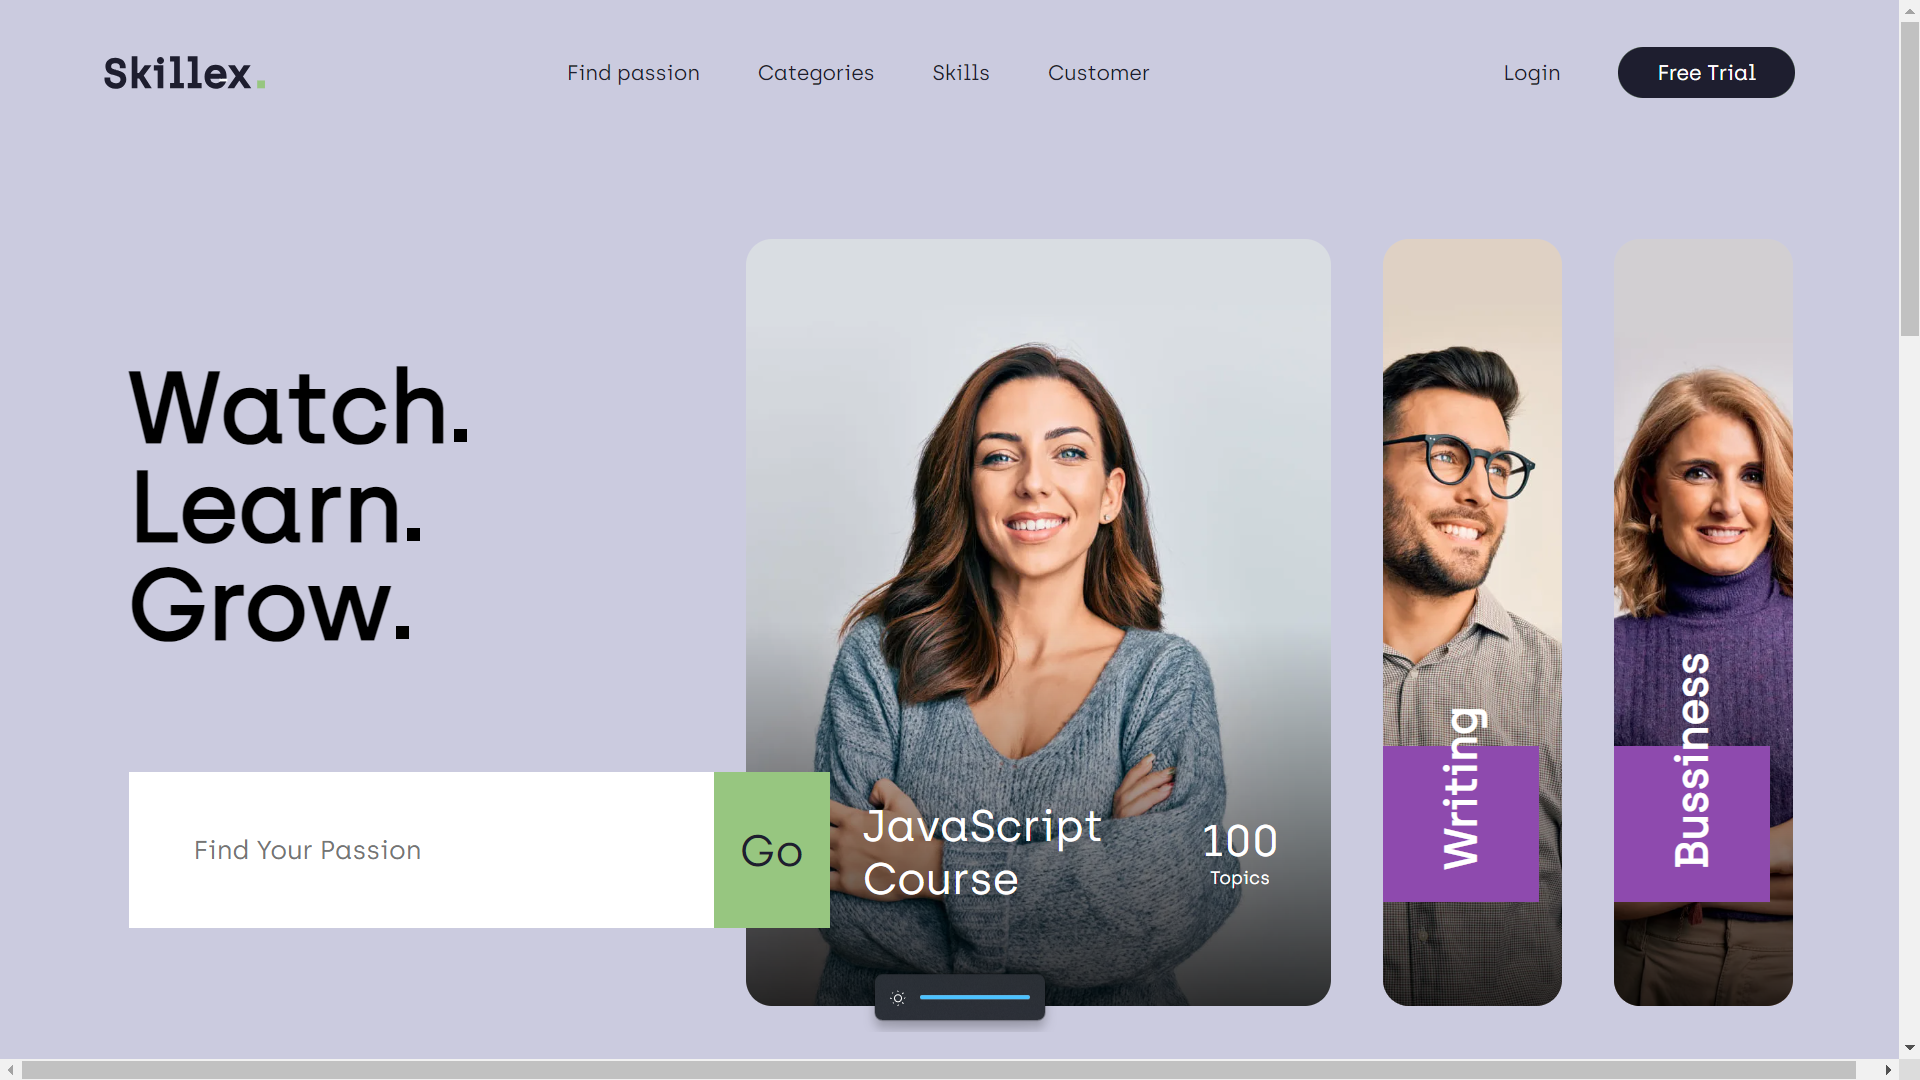 Skillex.
Find passion
Categories
Skills
Customer
Login
Free Trial
Watch.
Learn.
Grow.
Find Your Passion
Go
JavaScript
Course
100
Topics
Writing
Bussiness